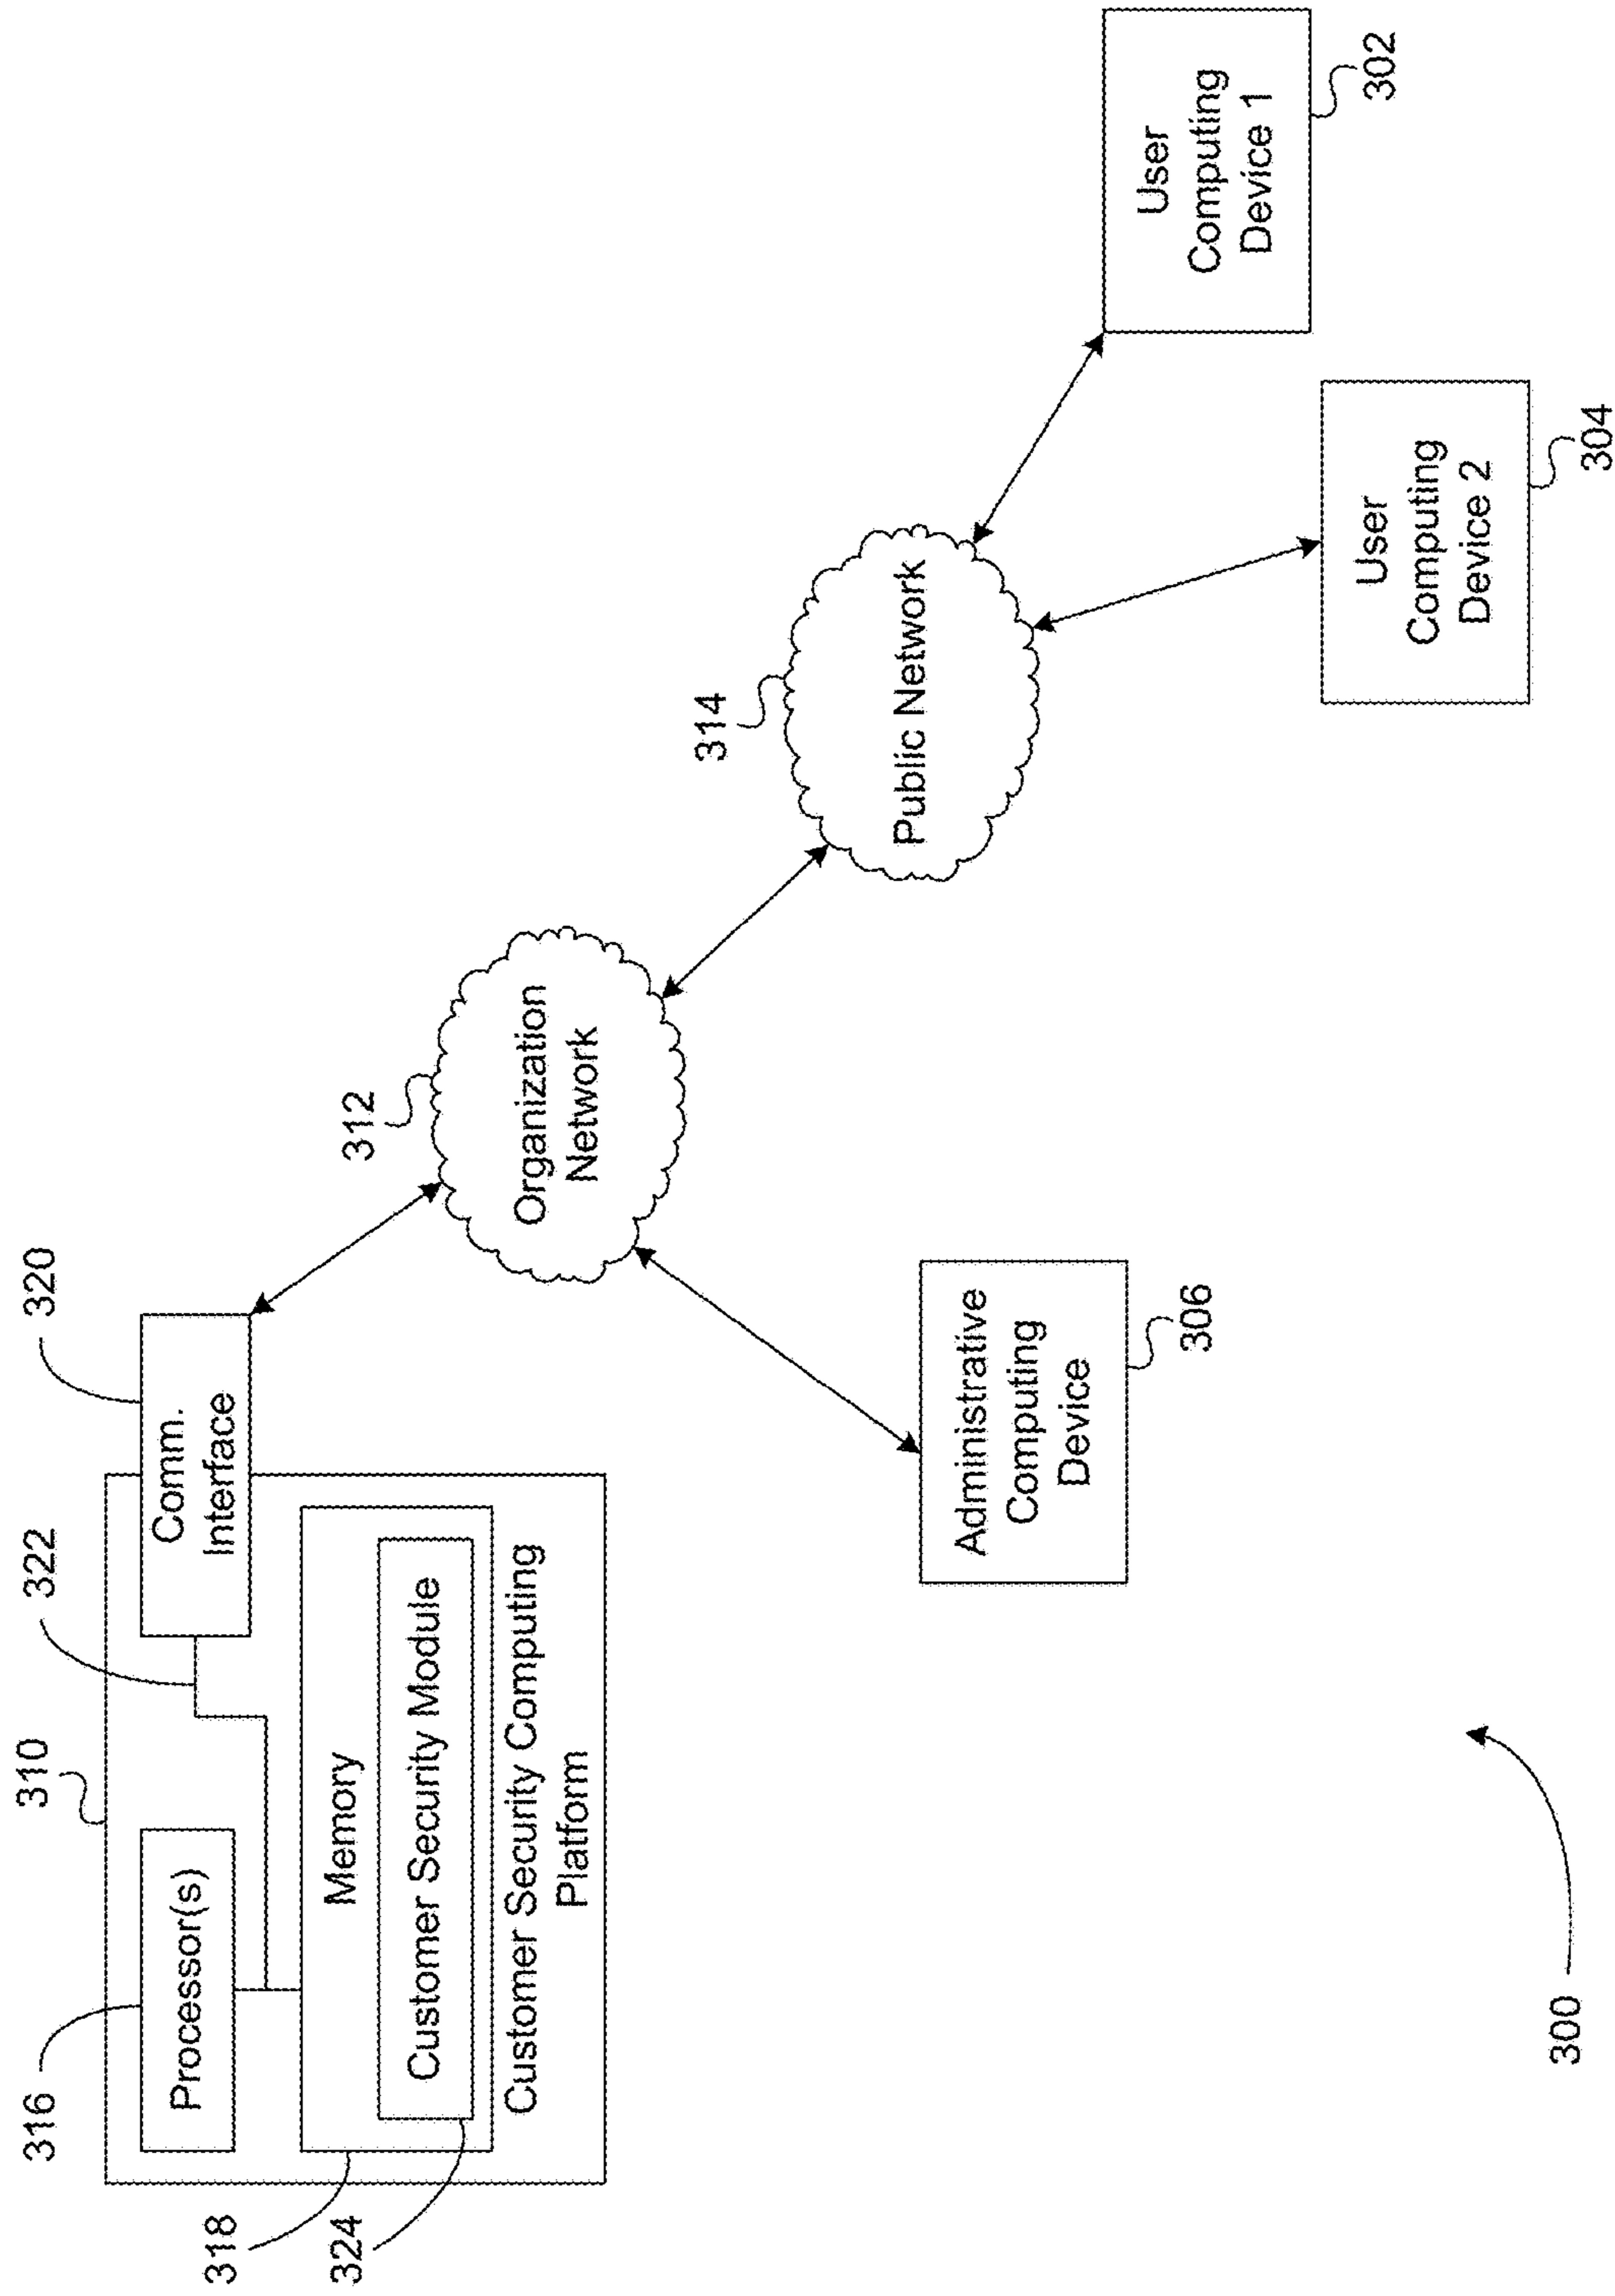 310
316
322
320
Processor(s)
Comm.
Interface
Memory
Customer Security Module
Customer Security Computing
Platform
318
324
312
Organization
Network
314
Public Network
Administrative
Computing
Device
306
User
Computing
Device 1
302
User
Computing
Device 2
304
300